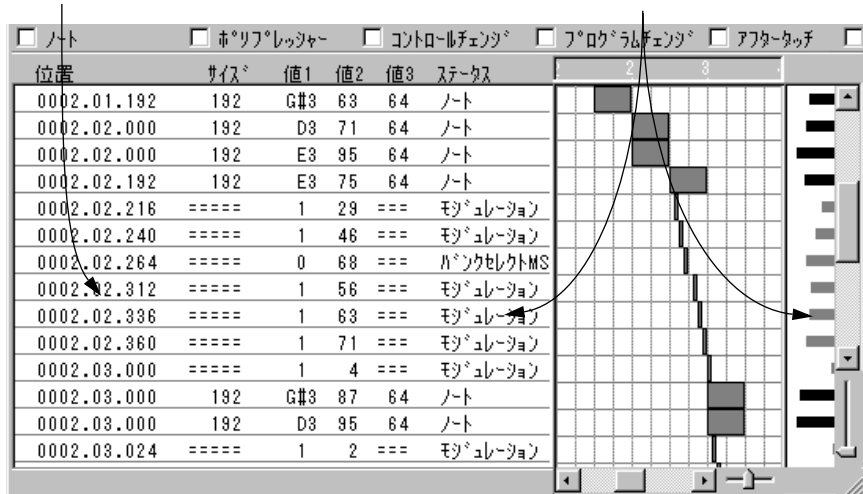 ノート ポリプレッシャー コントロールチェンジ プログラムチェンジ アフタータッチ
位置 サイズ 値1 値2 値3 ステータス 2 3
0002.01.192 192 G#3 63 64 ノート
0002.02.000 192 D3 71 64 ノート
0002.02.000 192 E3 95 64 ノート
0002.02.192 192 E3 75 64 ノート
0002.02.216 ===== 1 29 === モジュレーション
0002.02.240 ===== 1 46 === モジュレーション
0002.02.264 ===== 0 68 === バンクセレクトMS
0002.02.312 ===== 1 56 === モジュレーション
0002.02.336 ===== 1 63 === モジュレーション
0002.02.360 ===== 1 71 === モジュレーション
0002.03.000 ===== 1 4 === モジュレーション
0002.03.000 192 G#3 87 64 ノート
0002.03.000 192 D3 95 64 ノート
0002.03.024 ===== 1 2 === モジュレーション